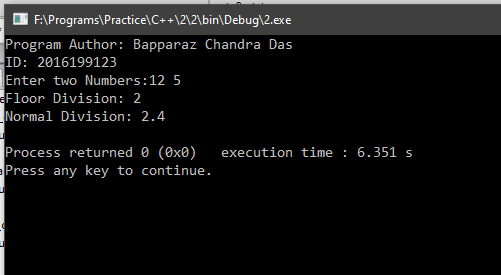 F:\Programs\Practice\C++\2\2\bin\Debug\2.exe
Program Author: Bapparaz Chandra Das
ID: 2016199123
Enter two Numbers:12 5
Floor Division: 2
Normal Division: 2.4
Process returned 0 (0x0)   execution time : 6.351 s
Press any key to continue.